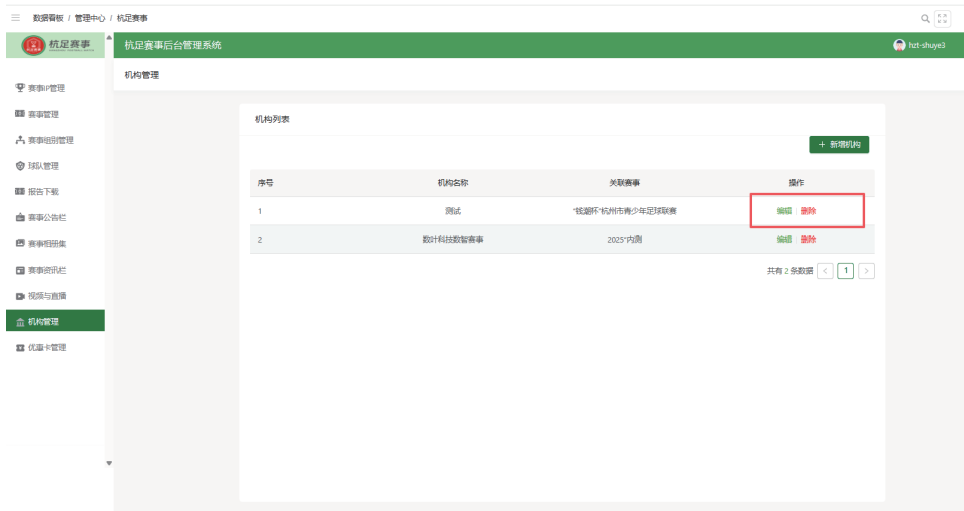 数据看板 / 管理中心 / 杭足赛事
杭足赛事
杭足赛事后台管理系统
hzt-shuye3
机构管理
赛事IP管理
赛事管理
赛事组别管理
球队管理
报告下载
赛事公告栏
赛事相册集
赛事资讯栏
视频与直播
机构管理
优惠卡管理
机构列表
+ 新增机构
序号 机构名称 关联赛事 操作
1 测试 "钱潮杯"杭州市青少年足球联赛 编辑 删除
2 数叶科技数智赛事 2025"内测 编辑 删除
共有 2 条数据 < 1 >